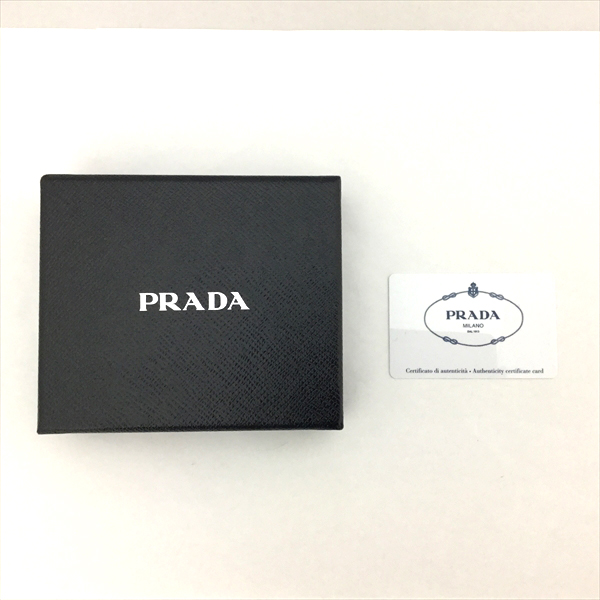 PRADA
PRADA
MILANO
DAL 1913
Certificato di autenticità • Authenticity certificate card